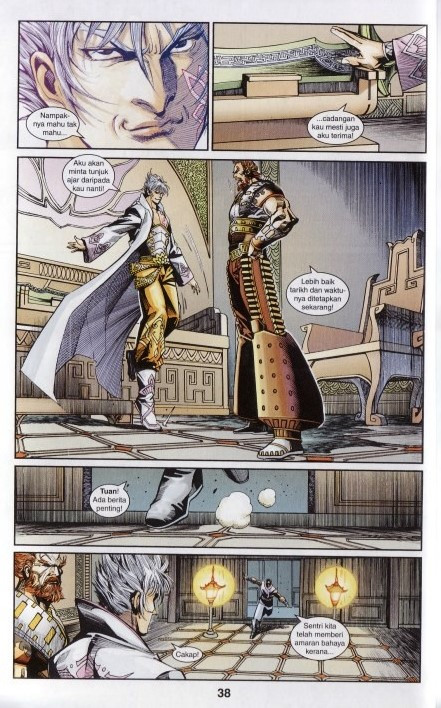 Nampak-
nya mahu tak
mahu...
...cadangan
kau mesti juga
aku terima!
Aku akan
minta tunjuk
ajar daripada
kau nanti!
Lebih baik
tarikh dan waktu-
nya ditetapkan
sekarang!
Tuan!
Ada berita
penting!
Cakap!
Sentri kita
telah memberi
amaran bahaya
kerana...
38